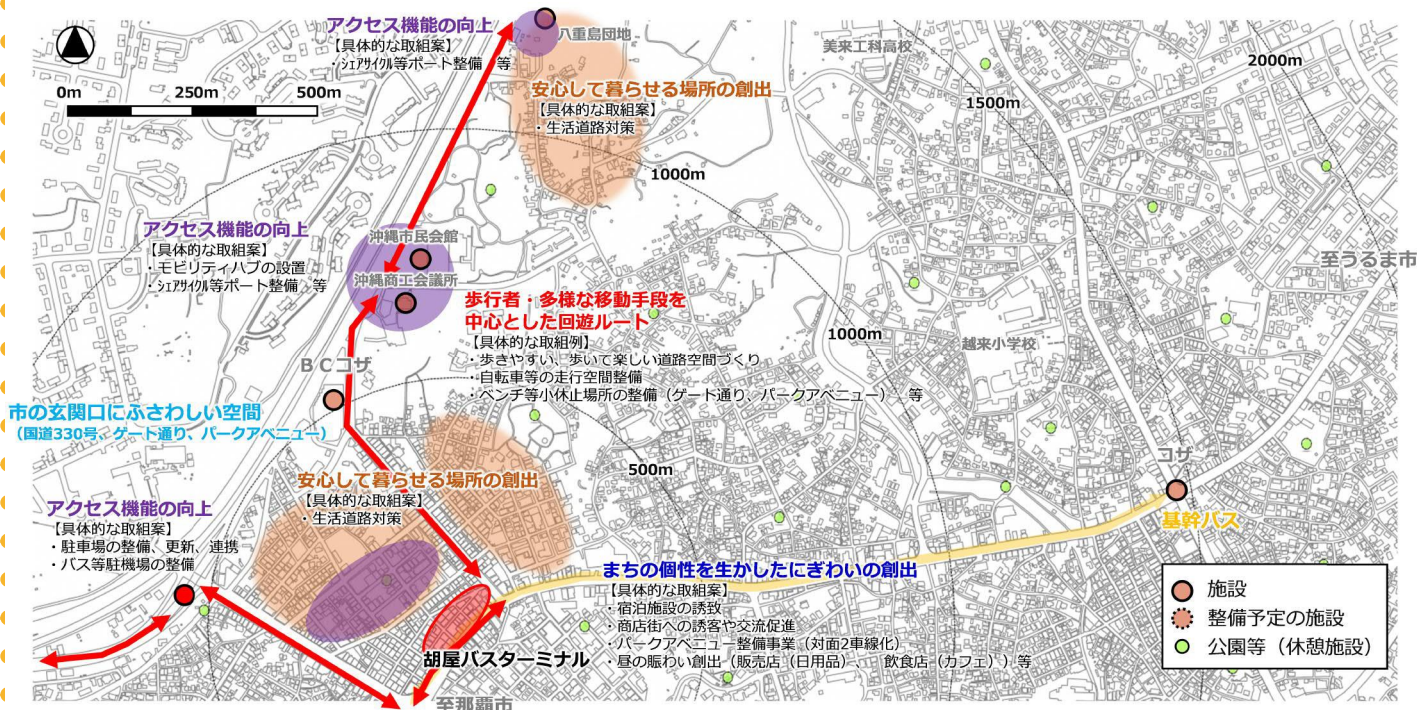 アクセス機能の向上
【具体的な取組案】
・ｼｪｱｻｲｸﾙ等ポート整備　等
八重島団地
美来工科高校
2000m
0m
250m
500m
安心して暮らせる場所の創出
【具体的な取組案】
・生活道路対策
1500m
1000m
アクセス機能の向上
【具体的な取組案】
・モビリティハブの設置
・ｼｪｱｻｲｸﾙ等ポート整備　等
沖縄市民会館
沖縄商工会議所
至うるま市
歩行者・多様な移動手段を
中心とした回遊ルート
【具体的な取組例】
・歩きやすい、歩いて楽しい道路空間づくり
・自転車等の走行空間整備
・ベンチ等小休止場所の整備（ゲート通り、パークアベニュー）　等
1000m
越来小学校
ＢＣコザ
市の玄関口にふさわしい空間
（国道330号、ゲート通り、パークアベニュー）
500m
コザ
基幹バス
安心して暮らせる場所の創出
【具体的な取組案】
・生活道路対策
アクセス機能の向上
【具体的な取組案】
・駐車場の整備、更新、連携
・バス等駐機場の整備
まちの個性を生かしたにぎわいの創出
【具体的な取組案】
・宿泊施設の誘致
・商店街への誘客や交流促進
・パークアベニュー整備事業（対面2車線化）
・昼の賑わい創出（販売店（日用品）、　飲食店（カフェ））等
胡屋バスターミナル
至那覇市
施設
整備予定の施設
公園等（休憩施設）